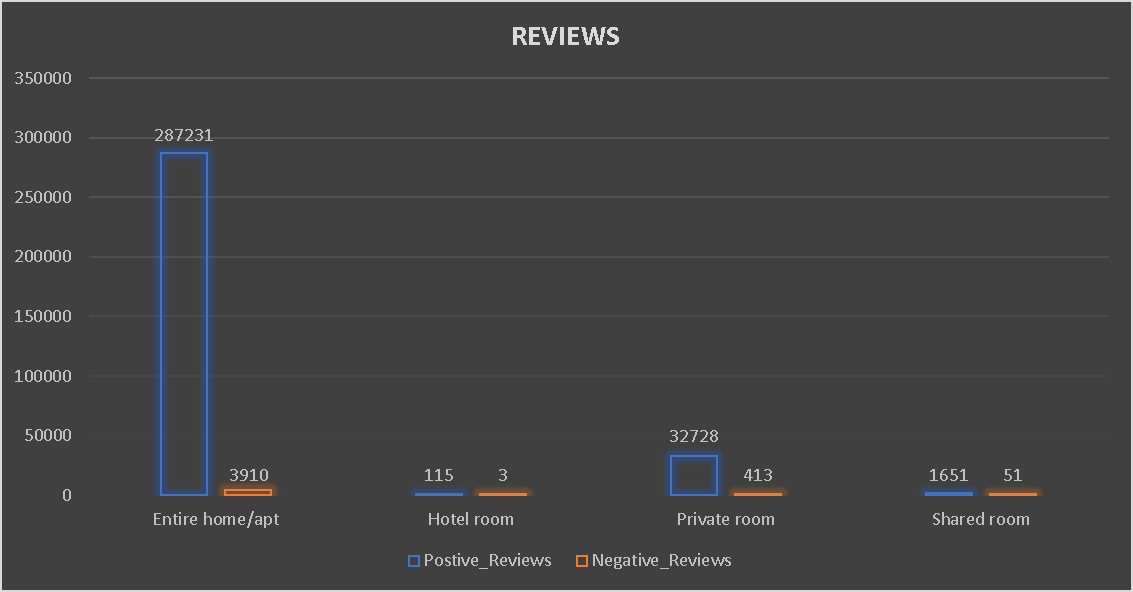 REVIEWS
350000
300000
287231
250000
200000
150000
100000
50000
32728
3910
115
3
413
1651
51
0
Entire home/apt
Hotel room
Private room
Shared room
Postive_Reviews
Negative_Reviews